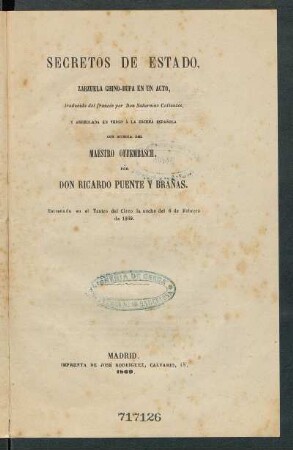 SECRETOS DE ESTADO,
ZARZUELA CHINO-BUFA EN UN ACTO,
traducida del francés por Don Saturnino Collantes,
Y ARREGLADA EN VERSO Á LA ESCENA ESPAÑOLA
CON MÚSICA DEL
MAESTRO OFFEMBASCH,
POR
DON RICARDO PUENTE Y BRAÑAS.
Estrenada en el Teatro del Circo la noche del 6 de Febrero
de 1869.
MADRID.
IMPRENTA DE JOSÉ RODRIGUEZ, CALVARIO, 18.
1869.
717126